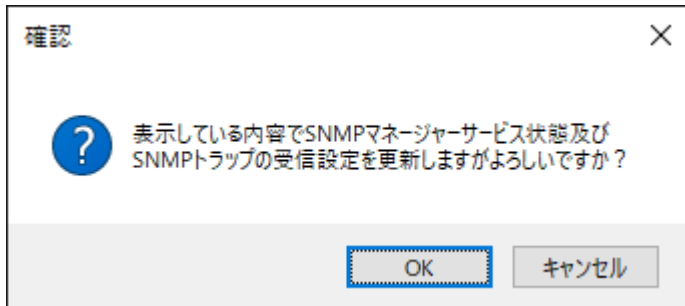 確認
表示している内容でSNMPマネージャーサービス状態及び
SNMPトラップの受信設定を更新しますがよろしいですか？
OK
キャンセル